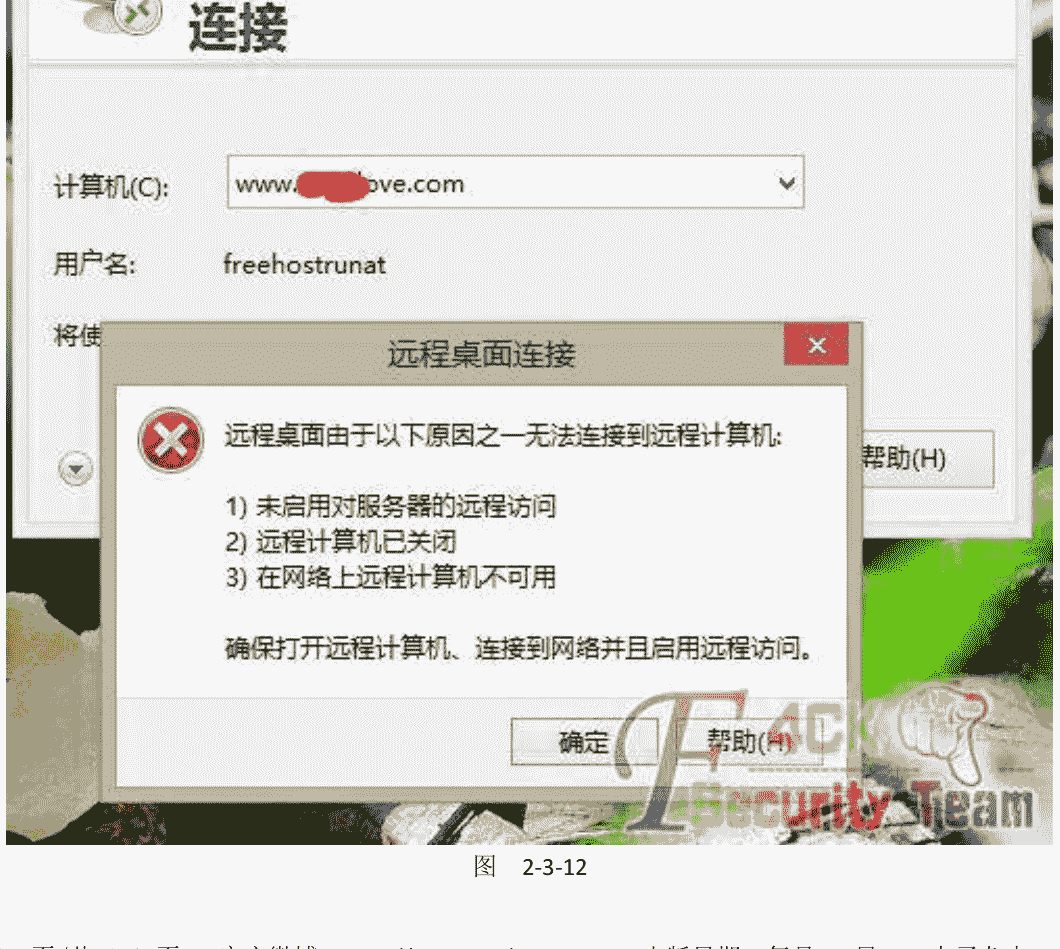 连接
计算机(C):
www.
ove.com
用户名:
freehostrunat
将使
远程桌面连接
远程桌面由于以下原因之一无法连接到远程计算机:
1) 未启用对服务器的远程访问
2) 远程计算机已关闭
3) 在网络上远程计算机不可用
确保打开远程计算机、连接到网络并且启用远程访问。
帮助(H)
确定
帮助(H)
F4CK
Security Team
图 2-3-12